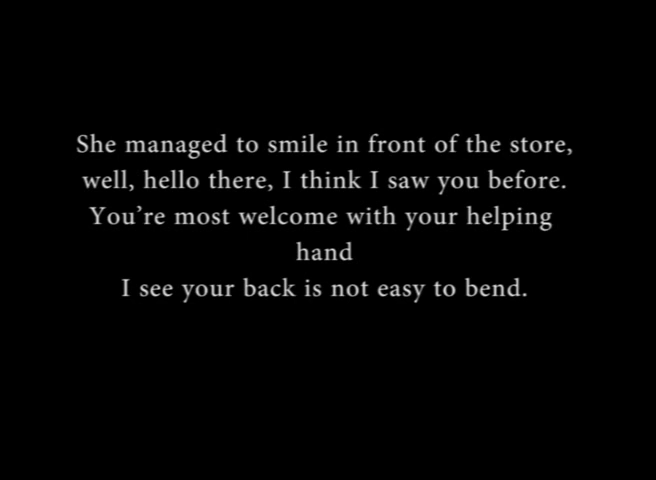 She managed to smile in front of the store,
well, hello there, I think I saw you before.
You’re most welcome with your helping
hand
I see your back is not easy to bend.